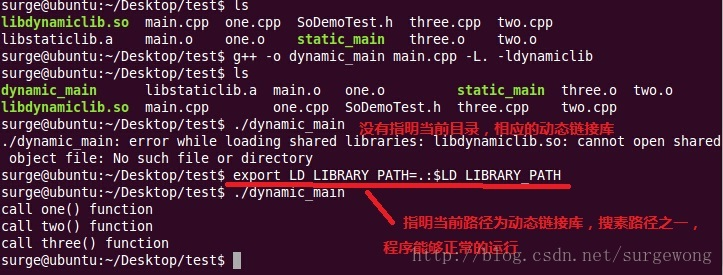 surge@ubuntu:~/Desktop/test$ ls
libdynamiclib.so main.cpp one.cpp SoDemoTest.h three.cpp two.cpp
libstaticlib.a main.o one.o static_main three.o two.o
surge@ubuntu:~/Desktop/test$ g++ -o dynamic_main main.cpp -L. -ldynamiclib
surge@ubuntu:~/Desktop/test$ ls
dynamic_main libstaticlib.a main.o one.o static_main three.o two.o
libdynamiclib.so main.cpp one.cpp SoDemoTest.h three.cpp two.cpp
surge@ubuntu:~/Desktop/test$ ./dynamic_main 没有指明当前目录，相应的动态链接库
./dynamic_main: error while loading shared libraries: libdynamiclib.so: cannot open shared
object file: No such file or directory
surge@ubuntu:~/Desktop/test$ export LD_LIBRARY_PATH=.:$LD_LIBRARY_PATH
surge@ubuntu:~/Desktop/test$ ./dynamic_main
call one() function
call two() function 指明当前路径为动态链接库，搜素路径之一，
call three() function 程序能够正常的运行
surge@ubuntu:~/Desktop/test$
http://blog.csdn.net/surgewong